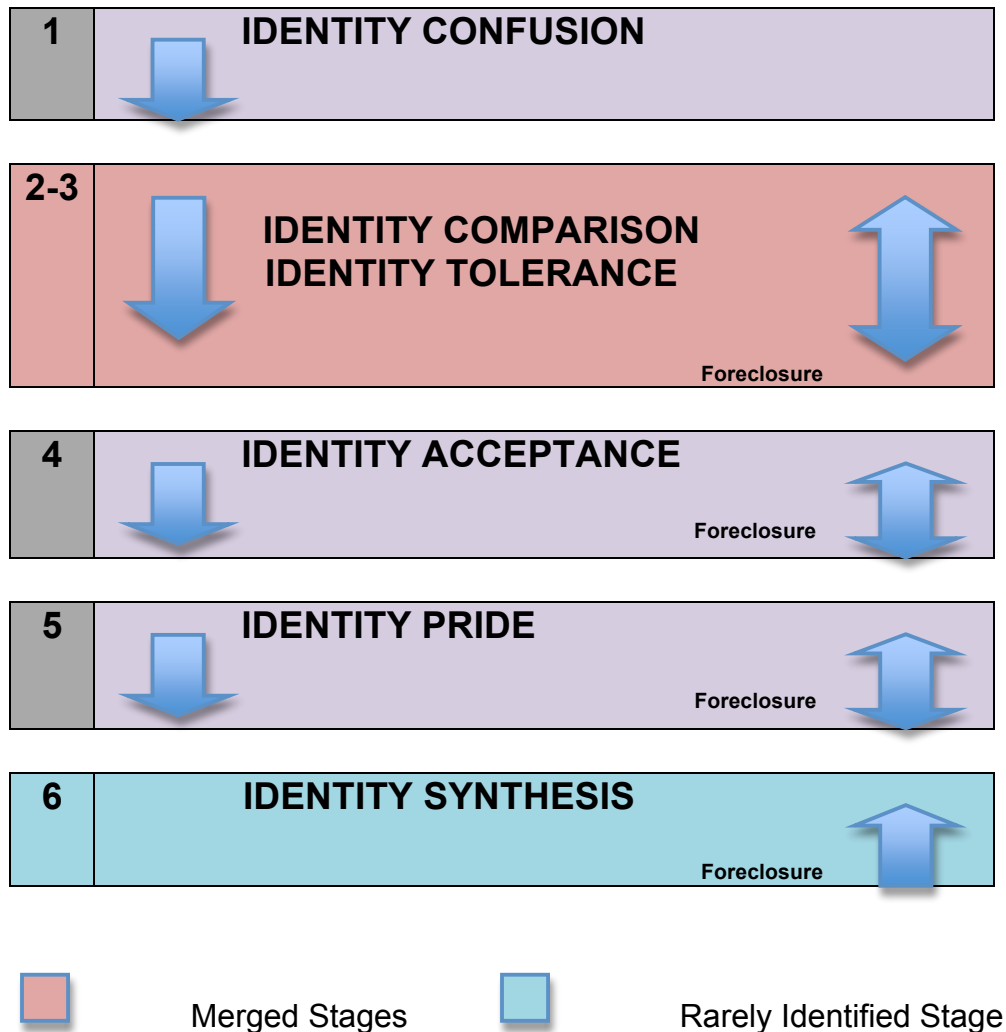 1 IDENTITY CONFUSION
2-3
IDENTITY COMPARISON
IDENTITY TOLERANCE
Foreclosure
4 IDENTITY ACCEPTANCE
Foreclosure
5 IDENTITY PRIDE
Foreclosure
6 IDENTITY SYNTHESIS
Foreclosure
Merged Stages Rarely Identified Stage